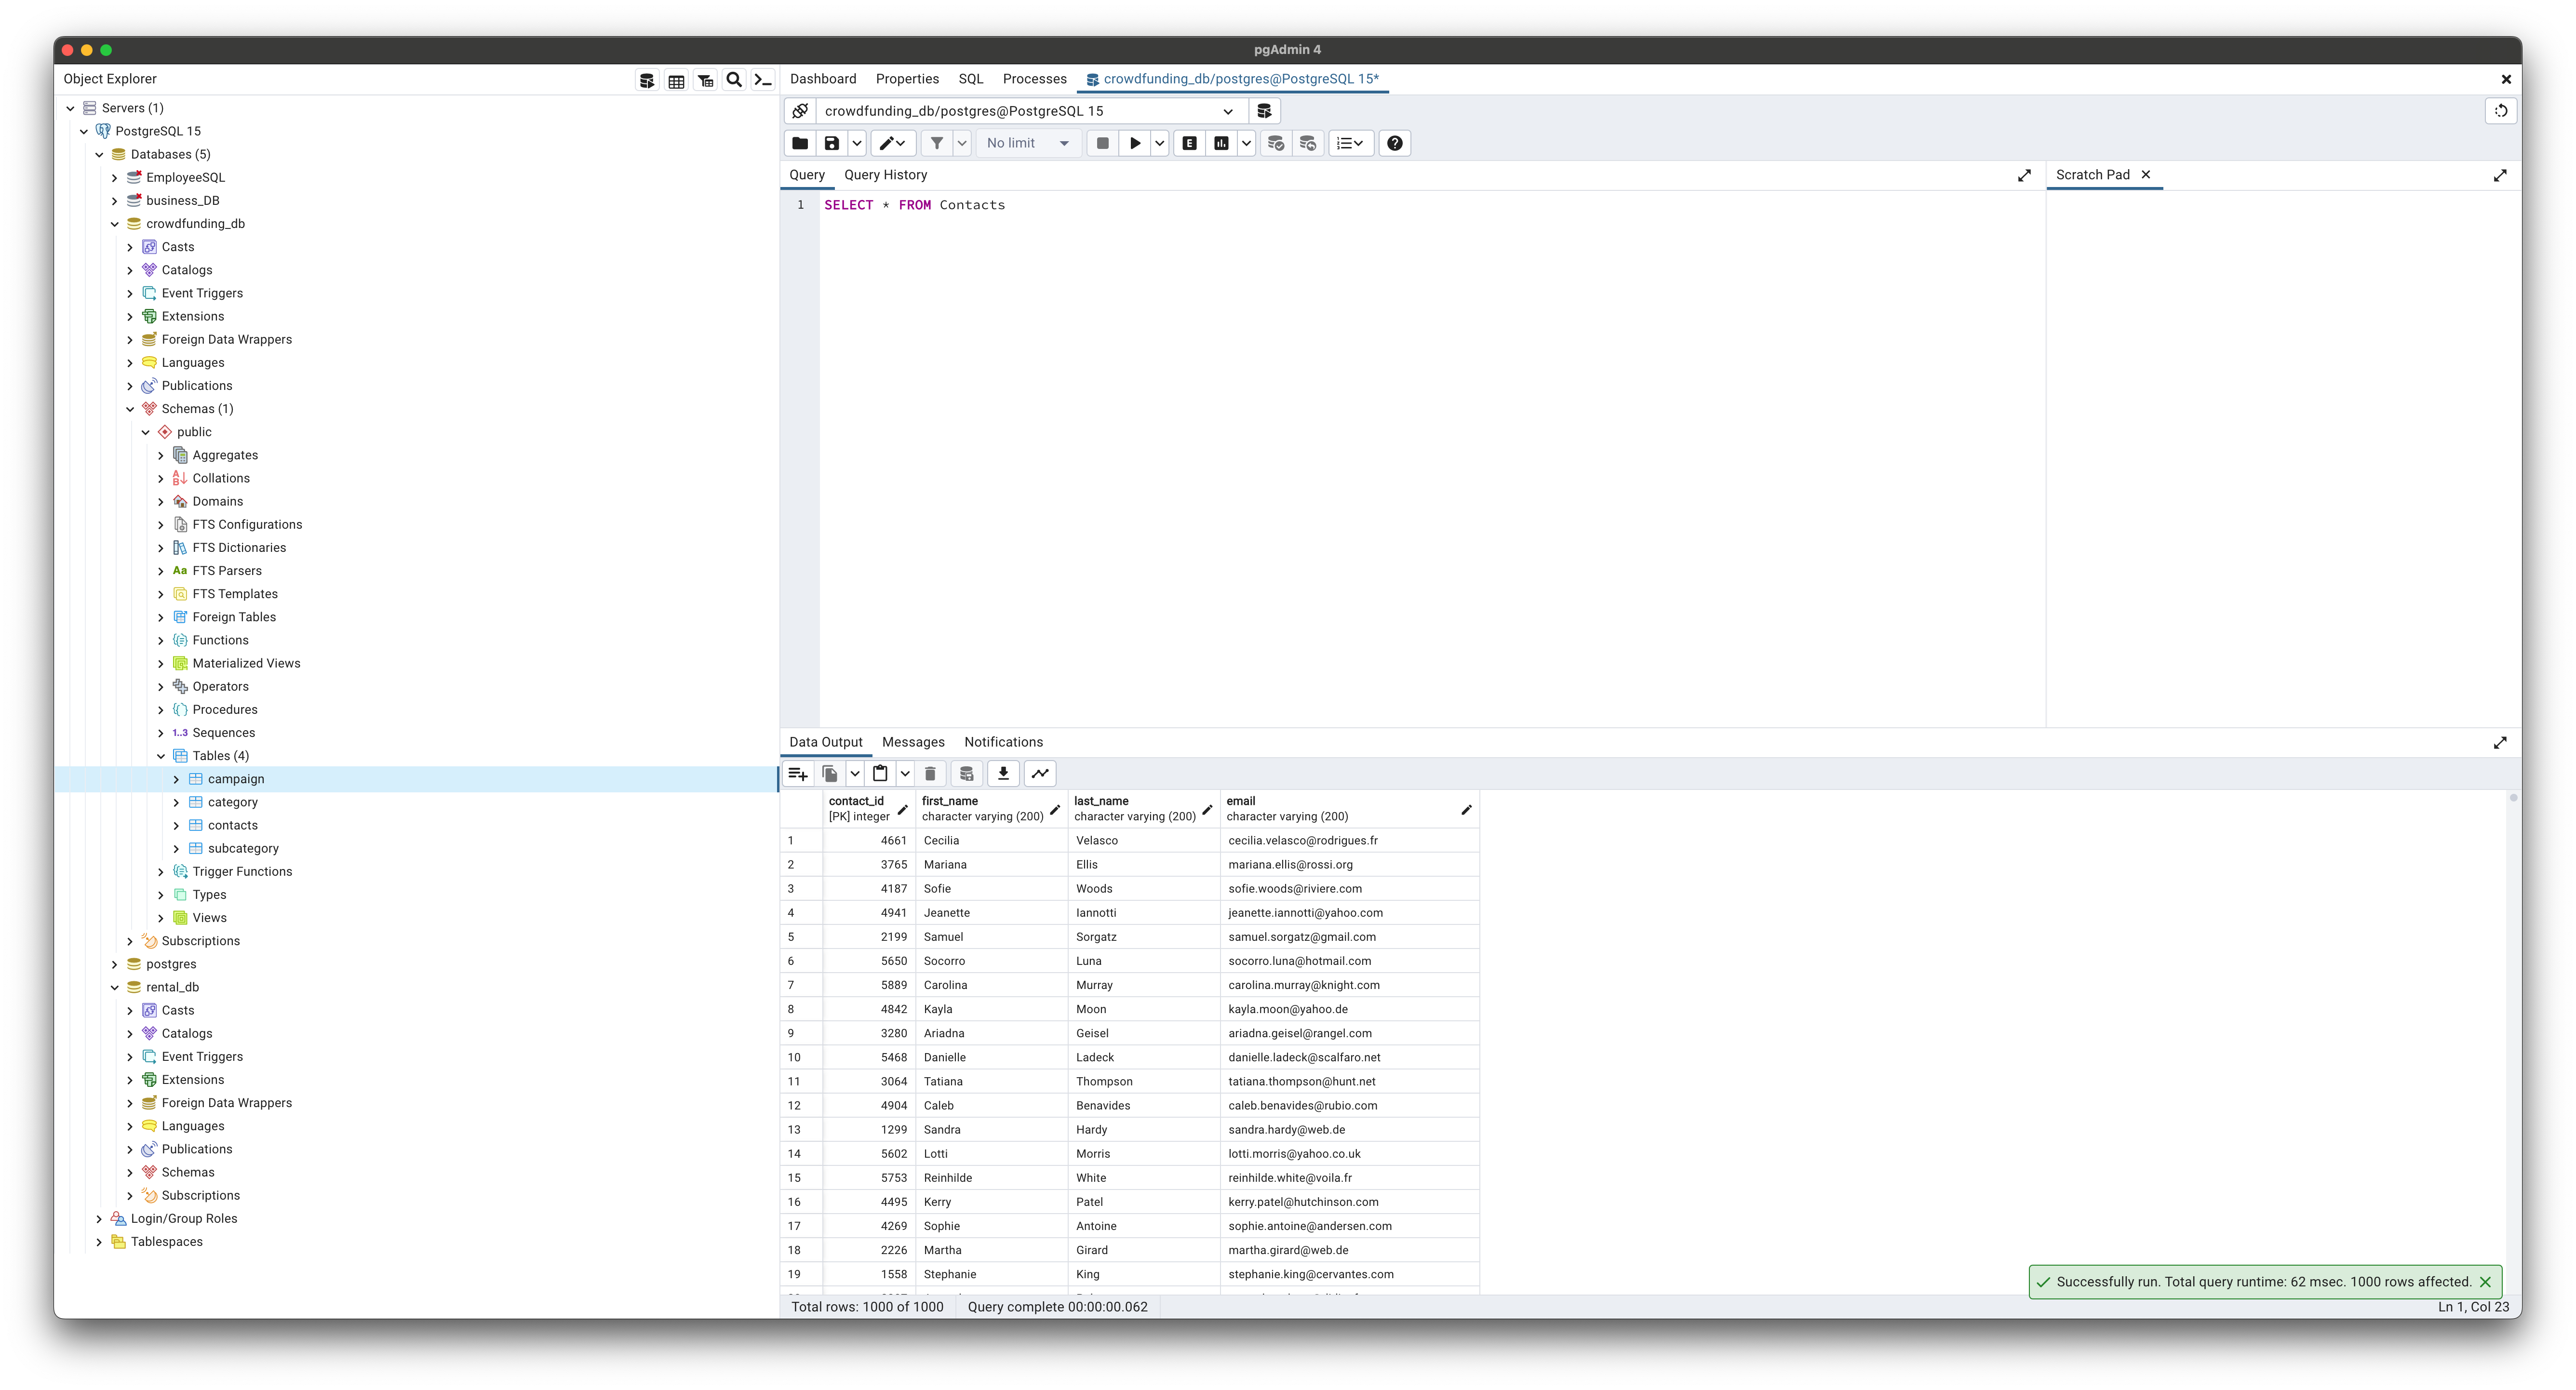 pgAdmin 4
Object Explorer
Servers (1)
PostgreSQL 15
Databases (5)
EmployeeSQL
business_DB
crowdfunding_db
Casts
Catalogs
Event Triggers
Extensions
Foreign Data Wrappers
Languages
Publications
Schemas (1)
public
Aggregates
Collations
Domains
FTS Configurations
FTS Dictionaries
Aa FTS Parsers
FTS Templates
Foreign Tables
Functions
Materialized Views
Operators
Procedures
1..3 Sequences
Tables (4)
campaign
category
contacts
subcategory
Trigger Functions
Types
Views
Subscriptions
postgres
rental_db
Casts
Catalogs
Event Triggers
Extensions
Foreign Data Wrappers
Languages
Publications
Schemas
Subscriptions
Login/Group Roles
Tablespaces
Dashboard Properties SQL Processes crowdfunding_db/postgres@PostgreSQL 15*
crowdfunding_db/postgres@PostgreSQL 15
No limit E
Query Query History Scratch Pad
1 SELECT * FROM Contacts
Data Output Messages Notifications
contact_id first_name last_name email
[PK] integer character varying (200) character varying (200) character varying (200)
1 4661 Cecilia Velasco cecilia.velasco@rodrigues.fr
2 3765 Mariana Ellis mariana.ellis@rossi.org
3 4187 Sofie Woods sofie.woods@riviere.com
4 4941 Jeanette Iannotti jeanette.iannotti@yahoo.com
5 2199 Samuel Sorgatz samuel.sorgatz@gmail.com
6 5650 Socorro Luna socorro.luna@hotmail.com
7 5889 Carolina Murray carolina.murray@knight.com
8 4842 Kayla Moon kayla.moon@yahoo.de
9 3280 Ariadna Geisel ariadna.geisel@rangel.com
10 5468 Danielle Ladeck danielle.ladeck@scalfaro.net
11 3064 Tatiana Thompson tatiana.thompson@hunt.net
12 4904 Caleb Benavides caleb.benavides@rubio.com
13 1299 Sandra Hardy sandra.hardy@web.de
14 5602 Lotti Morris lotti.morris@yahoo.co.uk
15 5753 Reinhilde White reinhilde.white@voila.fr
16 4495 Kerry Patel kerry.patel@hutchinson.com
17 4269 Sophie Antoine sophie.antoine@andersen.com
18 2226 Martha Girard martha.girard@web.de
19 1558 Stephanie King stephanie.king@cervantes.com
Successfully run. Total query runtime: 62 msec. 1000 rows affected.
Total rows: 1000 of 1000 Query complete 00:00:00.062 Ln 1, Col 23